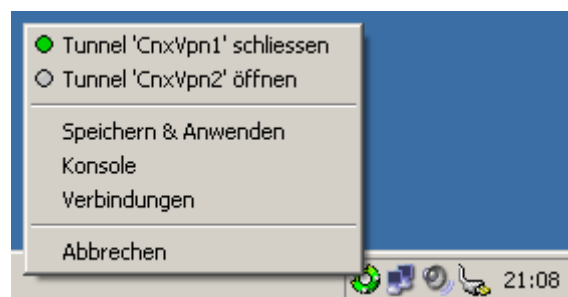 Tunnel 'CnxVpn1' schliessen
Tunnel 'CnxVpn2' öffnen
Speichern & Anwenden
Konsole
Verbindungen
Abbrechen
21:08